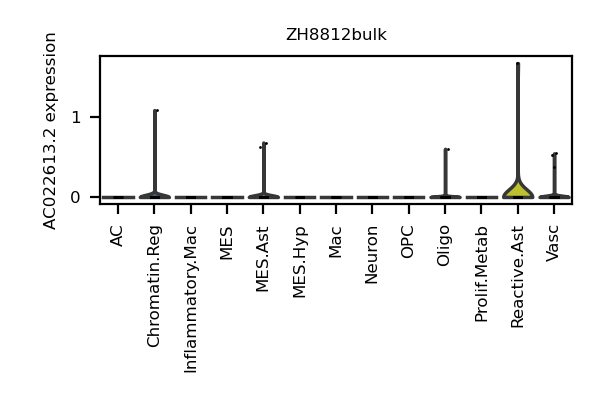 ZH8812bulk
AC022613.2 expression
1
0
AC
Chromatin.Reg
Inflammatory.Mac
MES
MES.Ast
MES.Hyp
Mac
Neuron
OPC
Oligo
Prolif.Metab
Reactive.Ast
Vasc